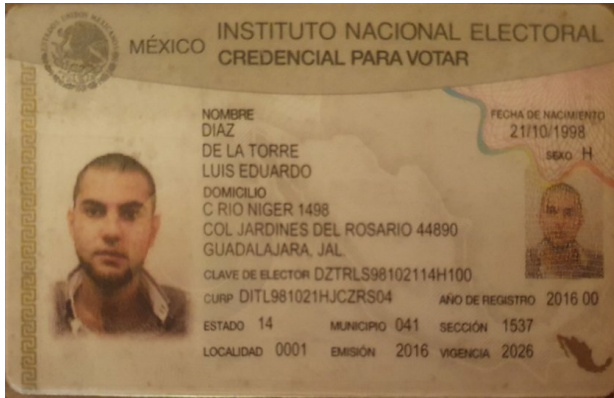 MÉXICO
INSTITUTO NACIONAL ELECTORAL
CREDENCIAL PARA VOTAR
NOMBRE
DIAZ
DE LA TORRE
LUIS EDUARDO
FECHA DE NACIMIENTO
21/10/1998
SEXO H
DOMICILIO
C RIO NIGER 1498
COL JARDINES DEL ROSARIO 44890
GUADALAJARA, JAL.
CLAVE DE ELECTOR DZTRLS98102114H100
CURP DITL981021HJCZRS04 AÑO DE REGISTRO 2016 00
ESTADO 14 MUNICIPIO 041 SECCIÓN 1537
LOCALIDAD 0001 EMISIÓN 2016 VIGENCIA 2026